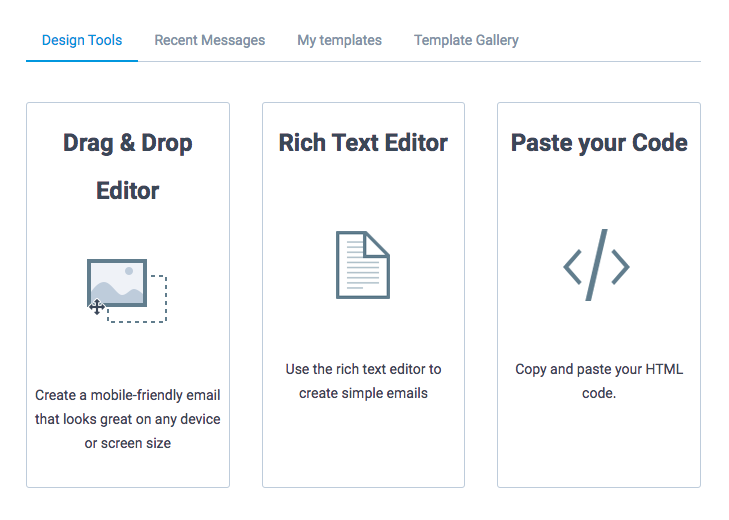 Design Tools Recent Messages My templates Template Gallery
Drag & Drop
Editor
Create a mobile-friendly email
that looks great on any device
or screen size
Rich Text Editor
Use the rich text editor to
create simple emails
Paste your Code
</>
Copy and paste your HTML
code.